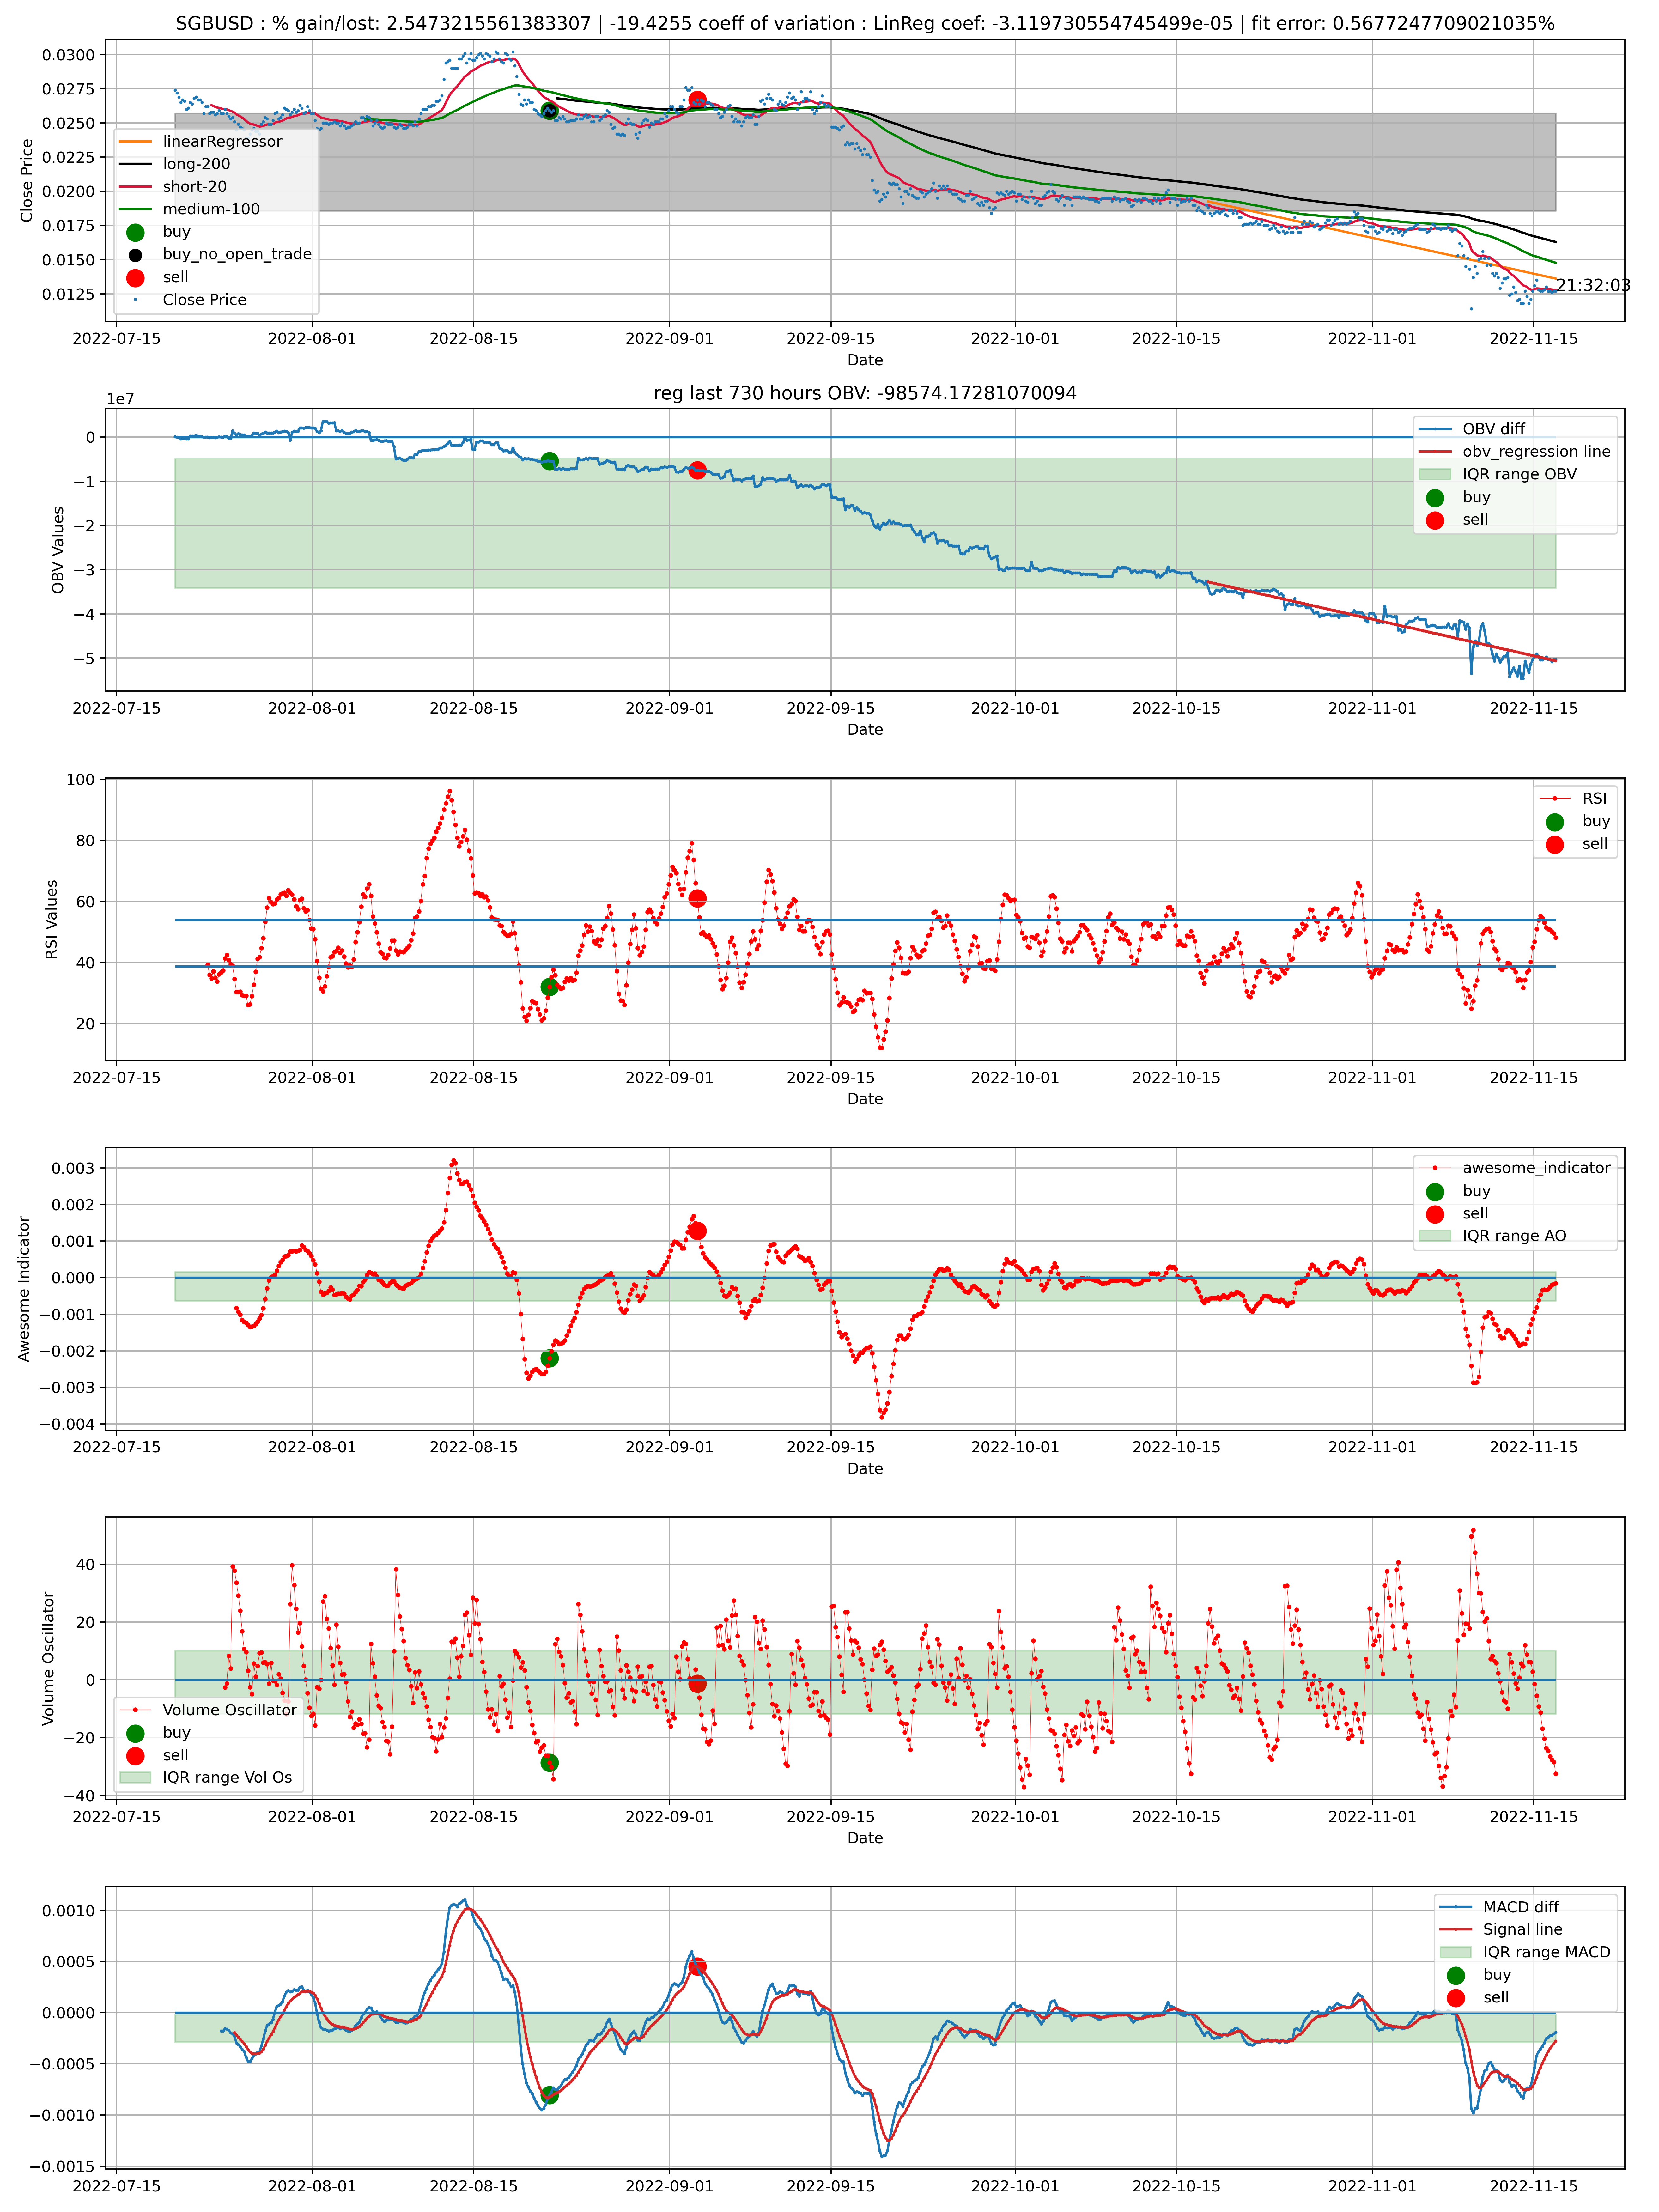 SGBUSD : % gain/lost: 2.5473215561383307 | -19.4255 coeff of variation : LinReg coef: -3.119730554745499e-05 | fit error: 0.5677247709021035%
0.0300
0.0275
0.0250
0.0225
0.0200
0.0175
0.0150
0.0125
Close Price
linearRegressor
long-200
short-20
medium-100
buy
buy_no_open_trade
sell
Close Price
21:32:03
2022-07-15 2022-08-01 2022-08-15 2022-09-01 2022-09-15 2022-10-01 2022-10-15 2022-11-01 2022-11-15
Date
reg last 730 hours OBV: -98574.17281070094
1e7
0
−1
−2
−3
−4
−5
OBV Values
OBV diff
obv_regression line
IQR range OBV
buy
sell
2022-07-15 2022-08-01 2022-08-15 2022-09-01 2022-09-15 2022-10-01 2022-10-15 2022-11-01 2022-11-15
Date
100
80
60
40
20
RSI Values
RSI
buy
sell
2022-07-15 2022-08-01 2022-08-15 2022-09-01 2022-09-15 2022-10-01 2022-10-15 2022-11-01 2022-11-15
Date
0.003
0.002
0.001
0.000
−0.001
−0.002
−0.003
−0.004
Awesome Indicator
awesome_indicator
buy
sell
IQR range AO
2022-07-15 2022-08-01 2022-08-15 2022-09-01 2022-09-15 2022-10-01 2022-10-15 2022-11-01 2022-11-15
Date
40
20
0
−20
−40
Volume Oscillator
Volume Oscillator
buy
sell
IQR range Vol Os
2022-07-15 2022-08-01 2022-08-15 2022-09-01 2022-09-15 2022-10-01 2022-10-15 2022-11-01 2022-11-15
Date
0.0010
0.0005
0.0000
−0.0005
−0.0010
−0.0015
MACD diff
Signal line
IQR range MACD
buy
sell
2022-07-15 2022-08-01 2022-08-15 2022-09-01 2022-09-15 2022-10-01 2022-10-15 2022-11-01 2022-11-15